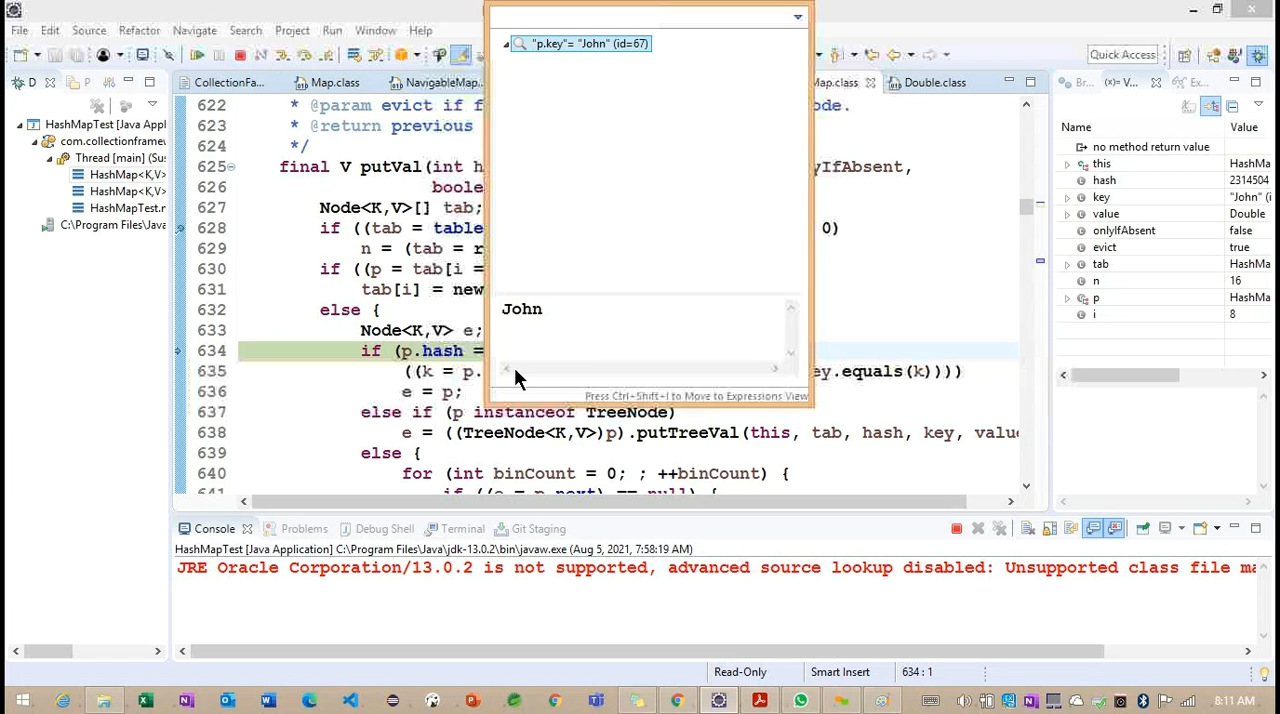 "p.key"= "John" (id=67)
File Edit Source Refactor Navigate Search Project Run Window Help
Quick Access
D P
CollectionFa... Map.class NavigableMap. Map.class Double.class
Br... (x)= V... Ex...
622 * @param evict if f ode.
623 * @return previous
624 */
625 final V putVal(int h yIfAbsent,
626 boole
627 Node<K,V>[] tab;
628 if ((tab = table 0)
629 n = (tab = r
630 if ((p = tab[i =
631 tab[i] = new
632 else {
633 Node<K,V> e;
634 if (p.hash =
635 ((k = p. ey.equals(k))))
636 e = p;
637 else if (p instanceof TreeNode)
638 e = ((TreeNode<K,V>)p).putTreeVal(this, tab, hash, key, value
639 else {
640 for (int binCount = 0; ; ++binCount) {
641 if ((e = p.next) == null) {
John
Press Ctrl+Shift+I to Move to Expressions View
HashMapTest [Java Appl
com.collectionframew
Thread [main] (Sus
HashMap<K,V>
HashMap<K,V>
HashMapTest.r
C:\Program Files\Java
Name Value
no method return value
this HashMa
hash 2314504
key "John" (i
value Double
onlyIfAbsent false
evict true
tab HashMa
n 16
p HashMa
i 8
Console Problems Debug Shell Terminal Git Staging
HashMapTest [Java Application] C:\Program Files\Java\jdk-13.0.2\bin\javaw.exe (Aug 5, 2021, 7:58:19 AM)
JRE Oracle Corporation/13.0.2 is not supported, advanced source lookup disabled: Unsupported class file ma
Read-Only Smart Insert 634 : 1
8:11 AM